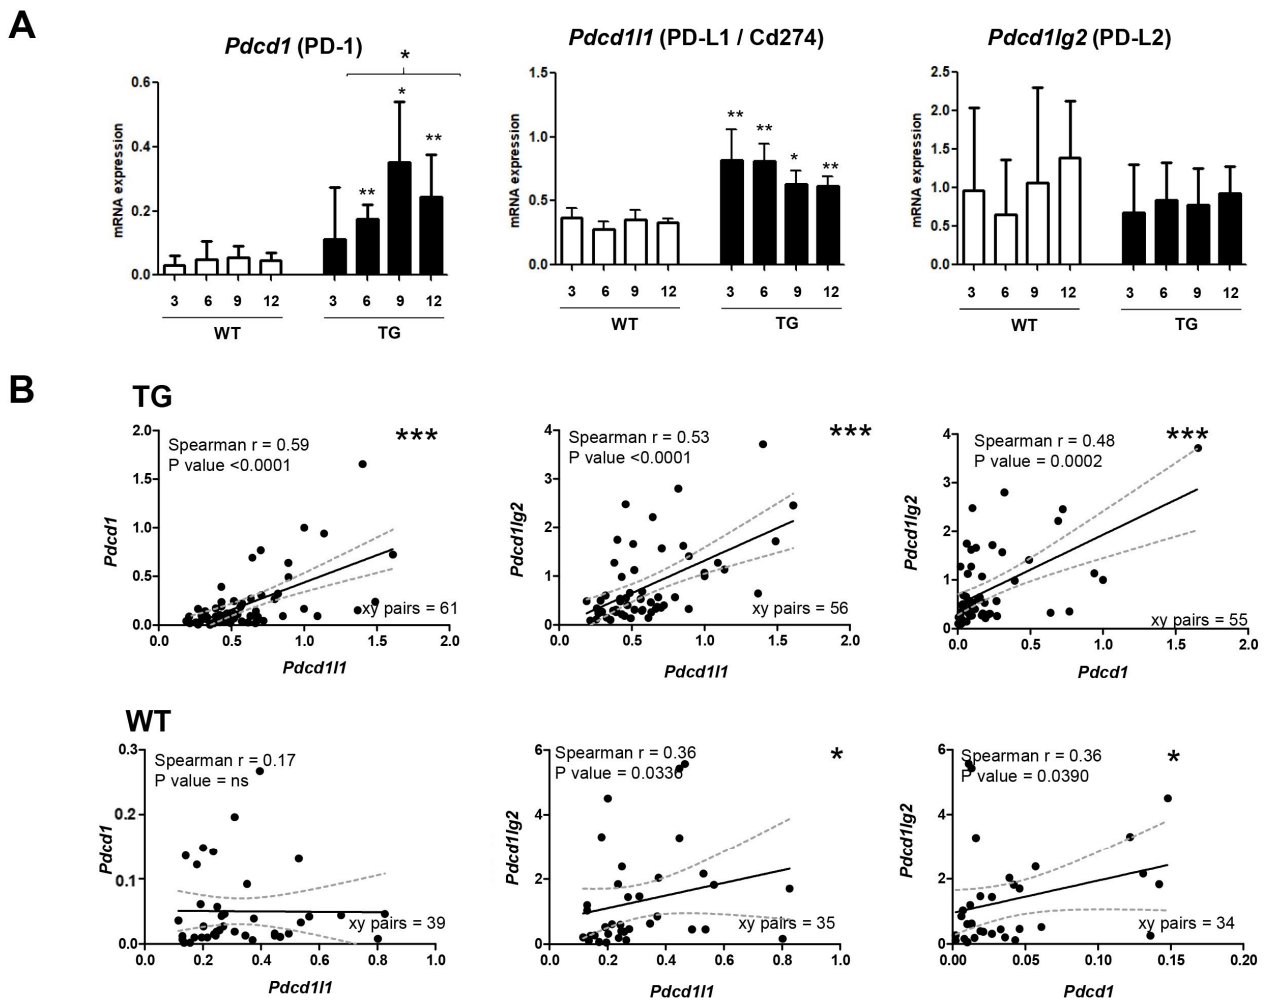 A
Pdcd1 (PD-1)
Pdcd1l1 (PD-L1 / Cd274)
Pdcd1lg2 (PD-L2)
*
*
**
**
mRNA expression
0.6
0.4
0.2
0.0
3 6 9 12 3 6 9 12
WT TG
**
**
*
**
mRNA expression
1.5
1.0
0.5
0.0
3 6 9 12 3 6 9 12
WT TG
mRNA expression
2.5
2.0
1.5
1.0
0.5
0.0
3 6 9 12 3 6 9 12
WT TG
B
TG
Spearman r = 0.59
P value <0.0001
***
Pdcd1
2.0
1.5
1.0
0.5
0.0
xy pairs = 61
0.0 0.5 1.0 1.5 2.0
Pdcd1l1
Spearman r = 0.53
P value <0.0001
***
Pdcd1lg2
4
3
2
1
0
xy pairs = 56
0.0 0.5 1.0 1.5 2.0
Pdcd1l1
Spearman r = 0.48
P value = 0.0002
***
Pdcd1lg2
4
3
2
1
0
xy pairs = 55
0.0 0.5 1.0 1.5 2.0
Pdcd1
WT
Spearman r = 0.17
P value = ns
Pdcd1
0.3
0.2
0.1
0.0
xy pairs = 39
0.0 0.2 0.4 0.6 0.8 1.0
Pdcd1l1
Spearman r = 0.36
P value = 0.0336
*
Pdcd1lg2
6
4
2
0
xy pairs = 35
0.0 0.2 0.4 0.6 0.8 1.0
Pdcd1l1
Spearman r = 0.36
P value = 0.0390
*
Pdcd1lg2
6
4
2
0
xy pairs = 34
0.00 0.05 0.10 0.15 0.20
Pdcd1